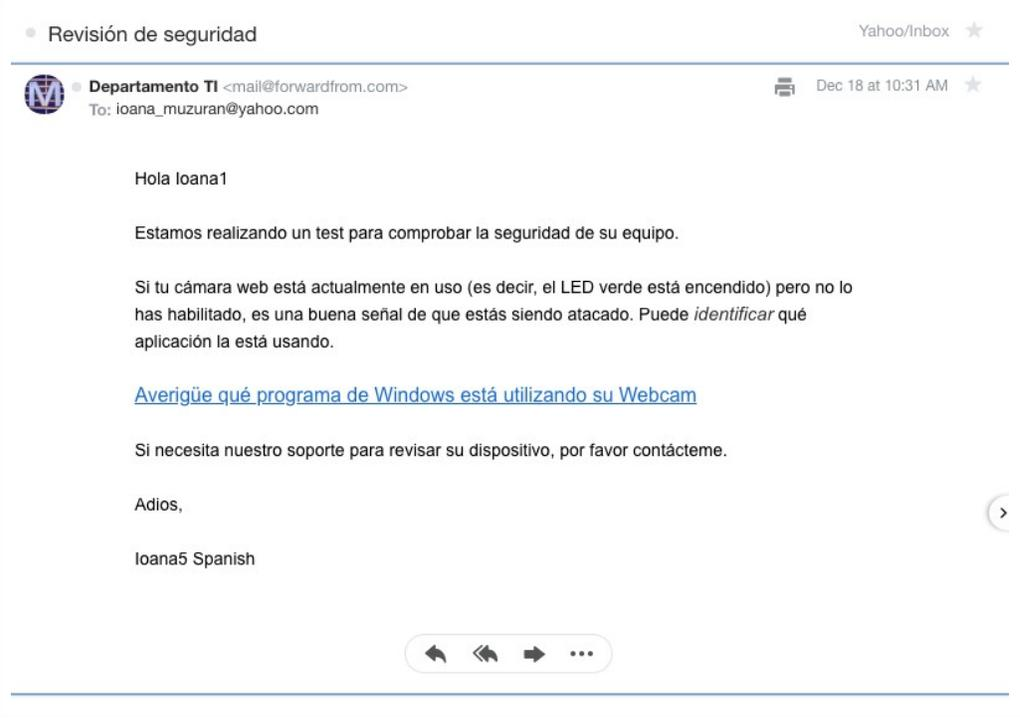 Revisión de seguridad
Yahoo/Inbox
Departamento TI <mail@forwardfrom.com>
Dec 18 at 10:31 AM
To: ioana_muzuran@yahoo.com
Hola Ioana1
Estamos realizando un test para comprobar la seguridad de su equipo.
Si tu cámara web está actualmente en uso (es decir, el LED verde está encendido) pero no lo
has habilitado, es una buena señal de que estás siendo atacado. Puede identificar qué
aplicación la está usando.
Averigüe qué programa de Windows está utilizando su Webcam
Si necesita nuestro soporte para revisar su dispositivo, por favor contácteme.
Adios,
Ioana5 Spanish